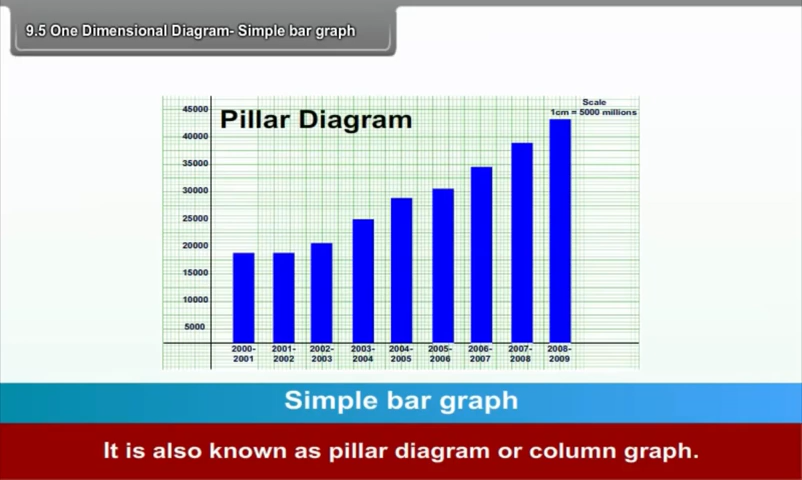 9.5 One Dimensional Diagram- Simple bar graph
Scale
1cm = 5000 millions
Pillar Diagram
45000
40000
35000
30000
25000
20000
15000
10000
5000
2000- 2001- 2002- 2003- 2004- 2005- 2006- 2007- 2008-
2001 2002 2003 2004 2005 2006 2007 2008 2009
Simple bar graph
It is also known as pillar diagram or column graph.